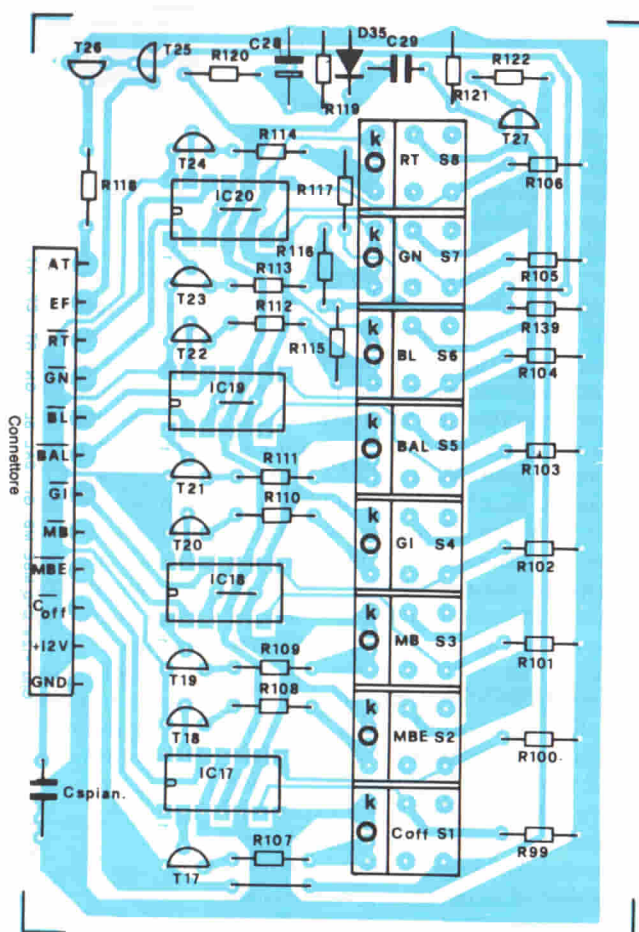 T26
T25
R120
C28
R119
D35
C29
R121
R122
T27
T24
R114
R118
IC20
R117
k
RT
S8
R106
AT
EF
RT
GN
BL
BAL
GI
MB
MBE
Coff
+12V
GND
Connettore
k
GN
S7
R105
R116
R113
T23
R112
T22
R115
R139
k
BL
S6
R104
IC19
k
BAL
S5
R103
R111
T21
R110
T20
k
GI
S4
R102
IC18
k
MB
S3
R101
R109
T19
R108
T18
k
MBE
S2
R100
IC17
Cspian.
k
Coff
S1
R99
R107
T17